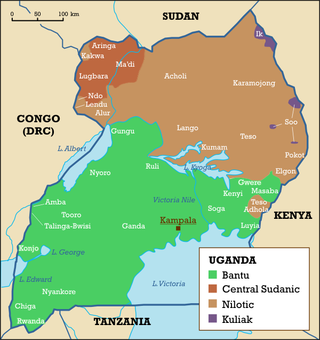 0 50 100 km
SUDAN
Ik
Aringa
Kakwa
Ma'di
Lugbara
Acholi
Karamojong
Ndo
Lendu
Alur
CONGO
(DRC)
Gungu
Lango
Teso
Soo
Kumam
Pokot
L. Albert
Ruli
L. Kyoga
Elgon
Nyoro
Gwere
Masaba
Kenyi
Amba
Victoria Nile
Teso
Tooro
Soga
Adhola
Talinga-Bwisi
Kampala
KENYA
Ganda
Luyia
Konjo
L. George
L. Edward
L. Victoria
Nyankore
Chiga
Rwanda
TANZANIA
UGANDA
Bantu
Central Sudanic
Nilotic
Kuliak